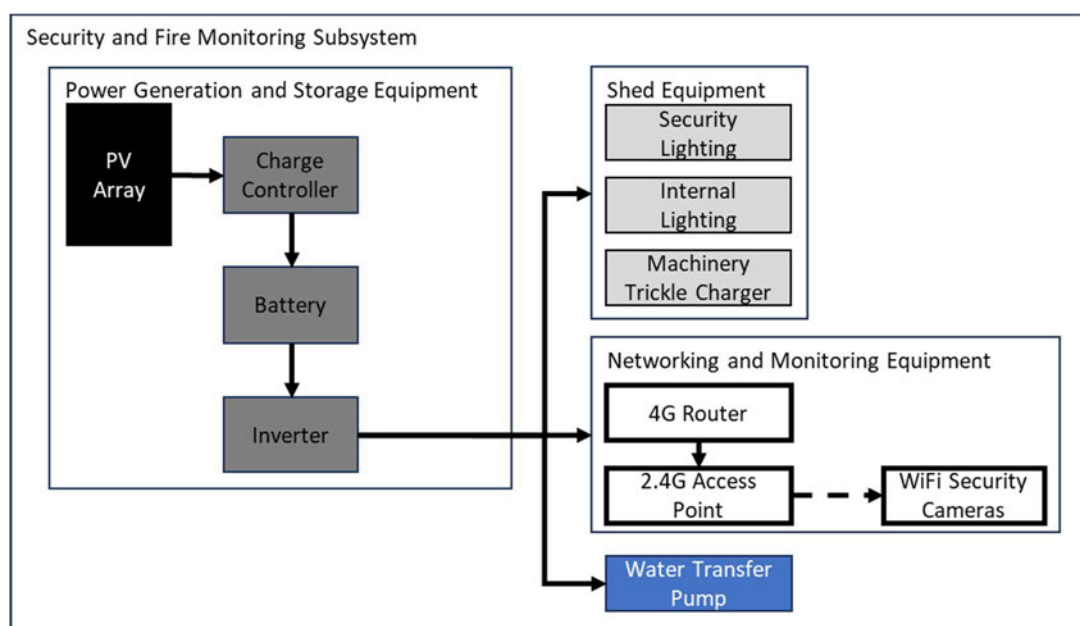 Security and Fire Monitoring Subsystem
Power Generation and Storage Equipment
PV
Array
Charge
Controller
Battery
Inverter
Shed Equipment
Security
Lighting
Internal
Lighting
Machinery
Trickle Charger
Networking and Monitoring Equipment
4G Router
2.4G Access
Point
WiFi Security
Cameras
Water Transfer
Pump